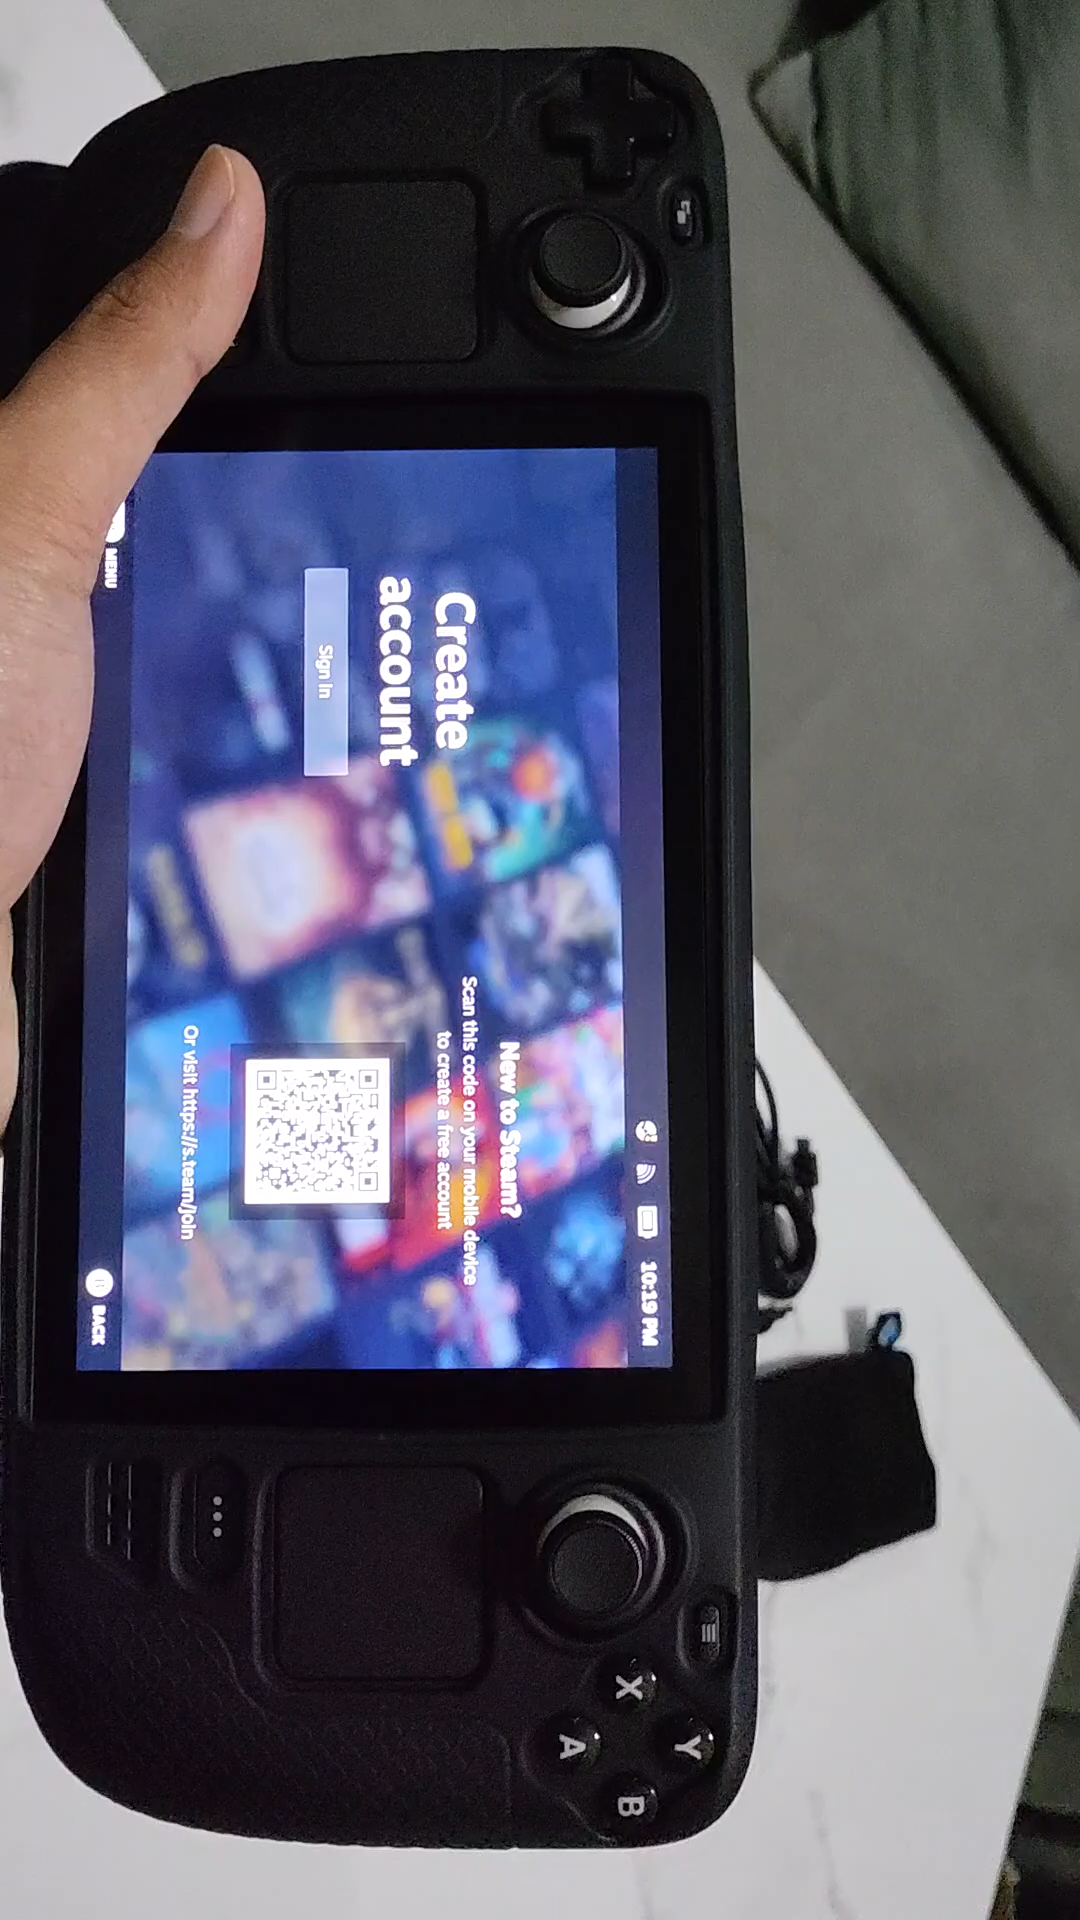 10:19 PM
Create
account
Sign in
New to Steam?
Scan this code on your mobile device
to create a free account
Or visit https://s.team/join
MENU
B BACK
X
Y
A
B